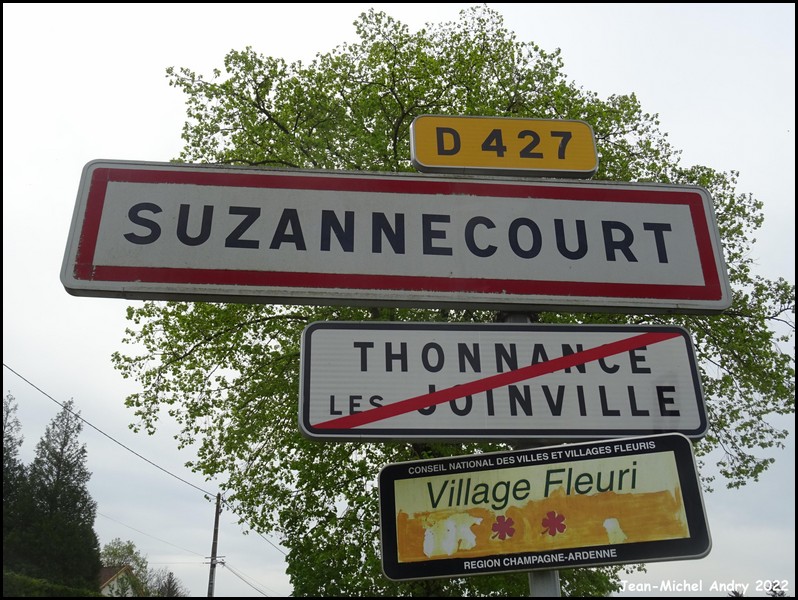 D 427
SUZANNECOURT
THONNANCE
LES JOINVILLE
CONSEIL NATIONAL DES VILLES ET VILLAGES FLEURIS
Village Fleuri
REGION CHAMPAGNE-ARDENNE
Jean-Michel Andry 2022